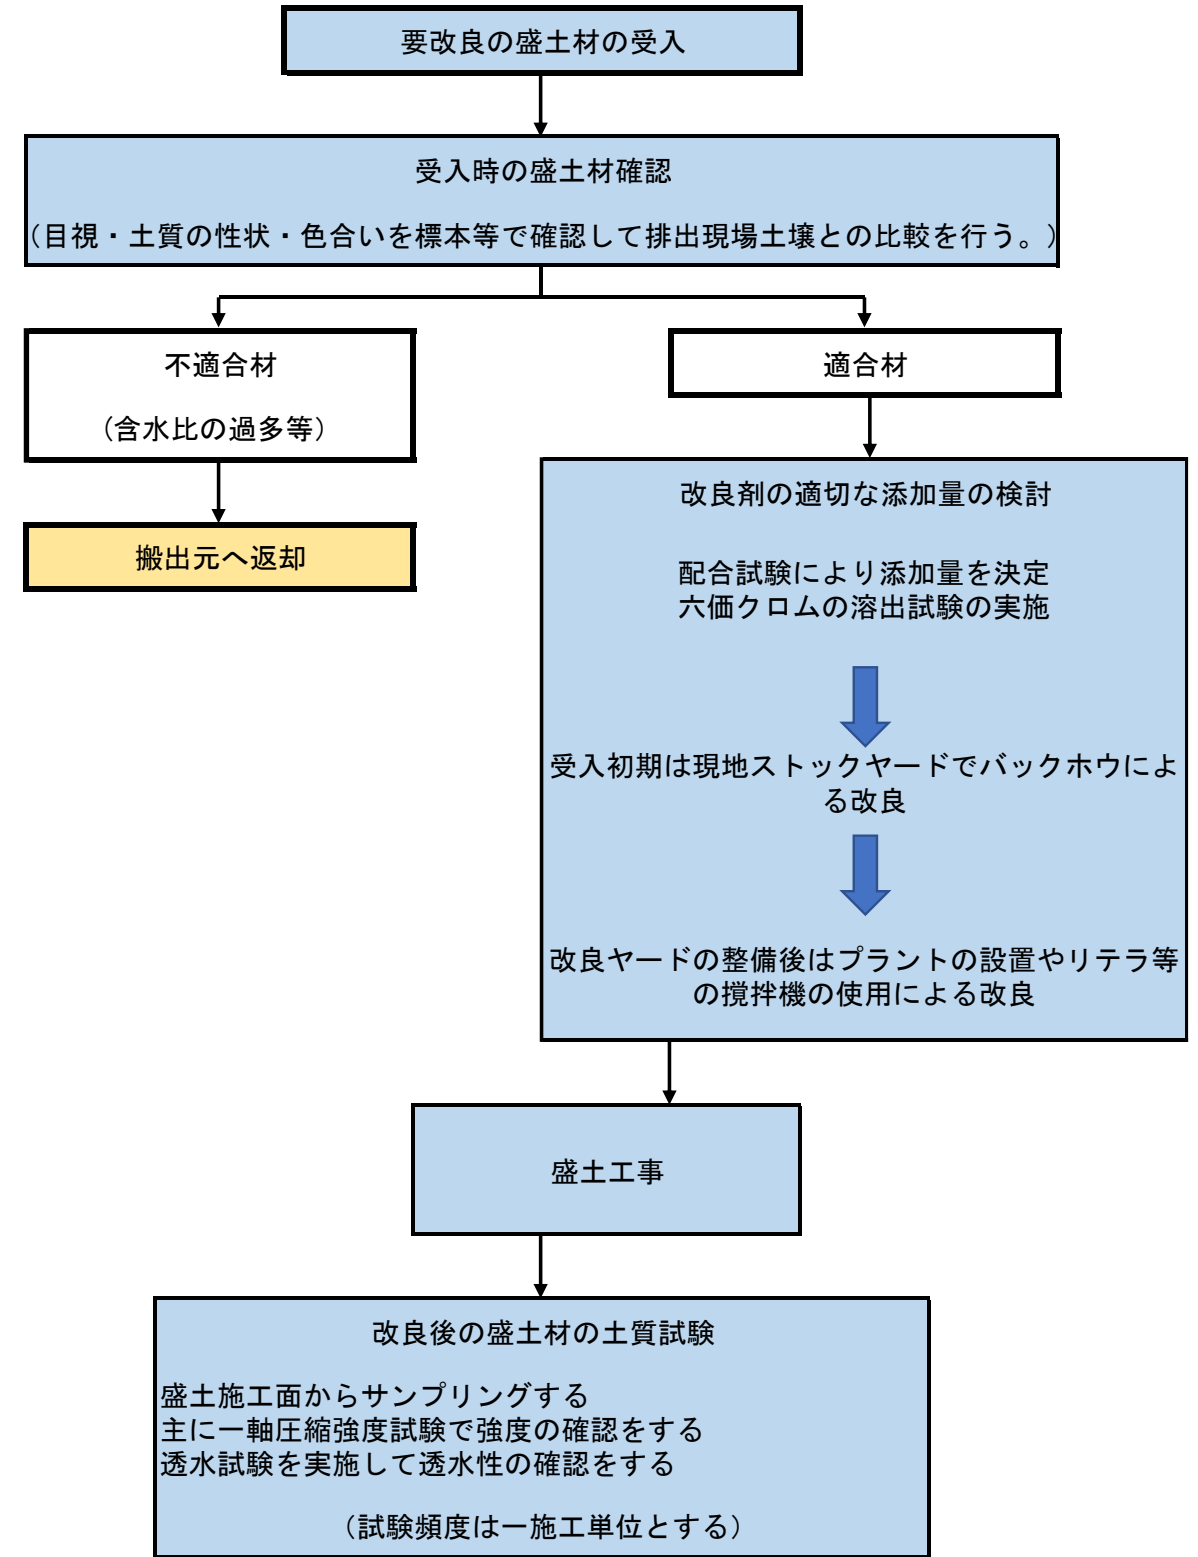 要改良の盛土材の受入
受入時の盛土材確認
（目視・土質の性状・色合いを標本等で確認して排出現場土壌との比較を行う。）
不適合材
（含水比の過多等）
搬出元へ返却
適合材
改良剤の適切な添加量の検討
配合試験により添加量を決定
六価クロムの溶出試験の実施
受入初期は現地ストックヤードでバックホウによ
る改良
改良ヤードの整備後はプラントの設置やリテラ等
の撹拌機の使用による改良
盛土工事
改良後の盛土材の土質試験
盛土施工面からサンプリングする
主に一軸圧縮強度試験で強度の確認をする
透水試験を実施して透水性の確認をする
（試験頻度は一施工単位とする）